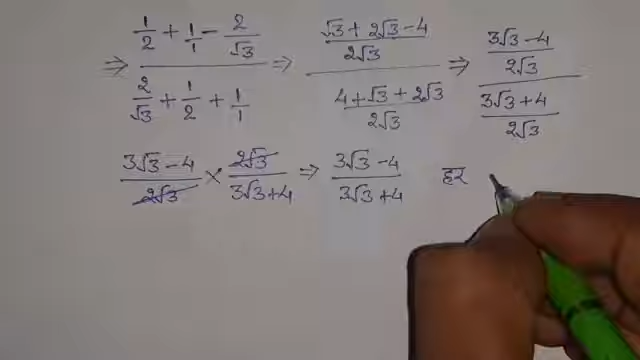 ⇒ (1/2 + 1/1 - 2/√3) / (2/√3 + 1/2 + 1/1) ⇒ ((√3 + 2√3 - 4)/2√3) / ((4 + √3 + 2√3)/2√3) ⇒ ((3√3 - 4)/2√3) / ((3√3 + 4)/2√3)
(3√3 - 4)/2√3 × 2√3/(3√3 + 4) ⇒ (3√3 - 4)/(3√3 + 4) हर